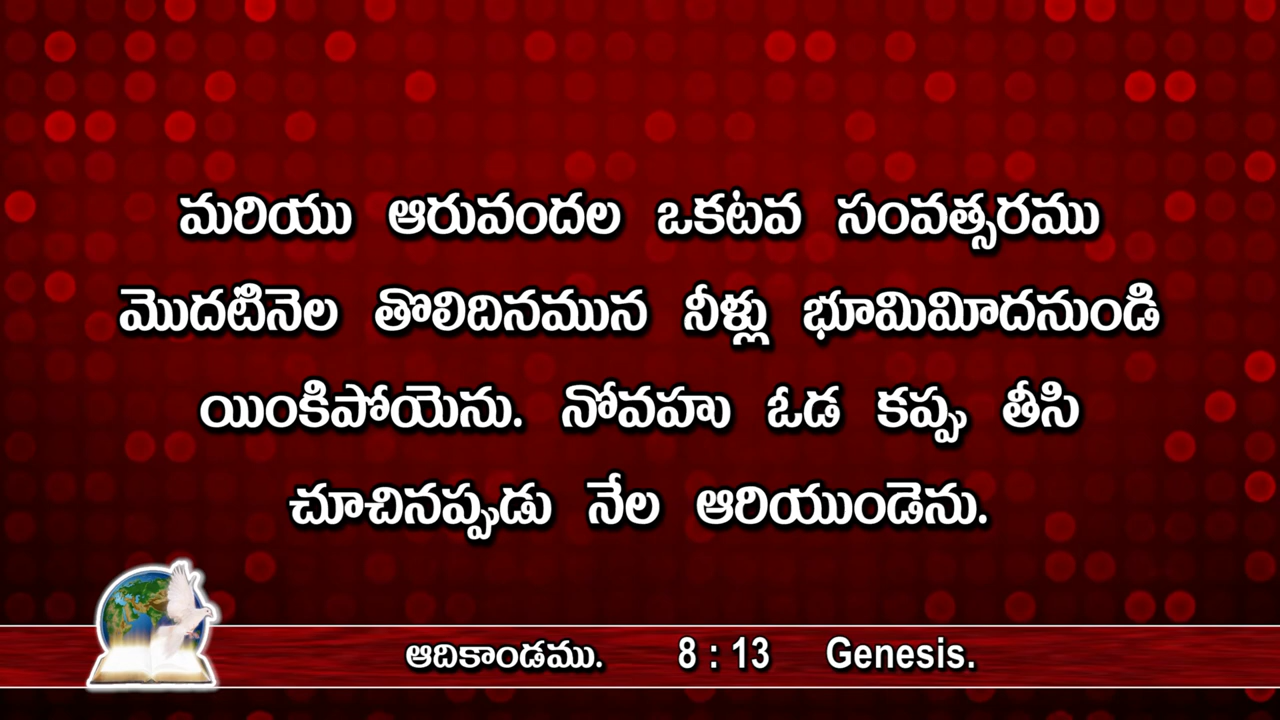 మరియు ఆరువందల ఒకటవ సంవత్సరము
మొదటినెల తొలిదినమున నీళ్లు భూమిమీదనుండి
యింకిపోయెను. నోవహు ఓడ కప్పు తీసి
చూచినప్పుడు నేల ఆరియుండెను.
ఆదికాండము. 8 : 13 Genesis.